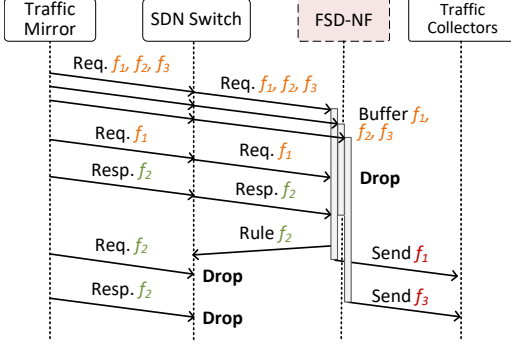 Traffic
Mirror
SDN Switch
FSD-NF
Traffic
Collectors
Req. f₁, f₂, f₃
Req. f₁, f₂, f₃
Buffer f₁,
f₂, f₃
Req. f₁
Req. f₁
Drop
Resp. f₂
Resp. f₂
Rule f₂
Req. f₂
Send f₁
Drop
Resp. f₂
Send f₃
Drop